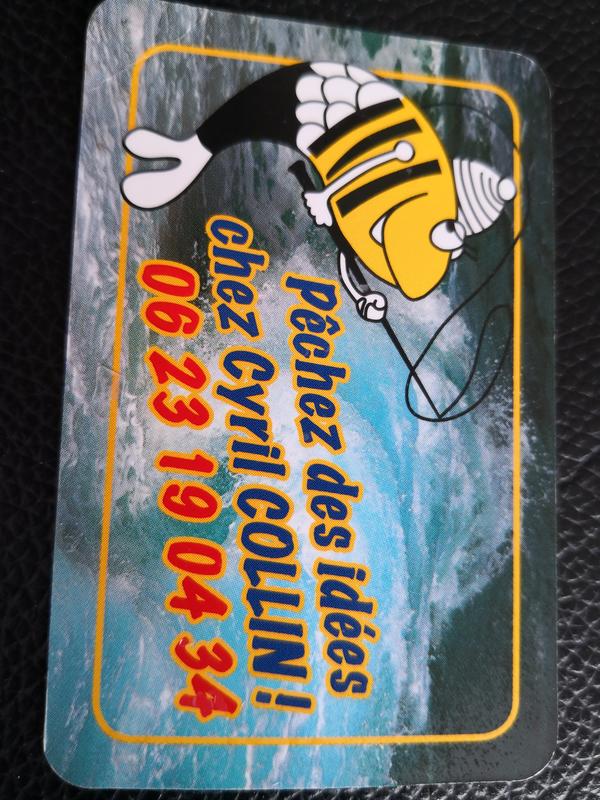 pêchez des idées
chez Cyril COLLIN !
06 23 19 04 34